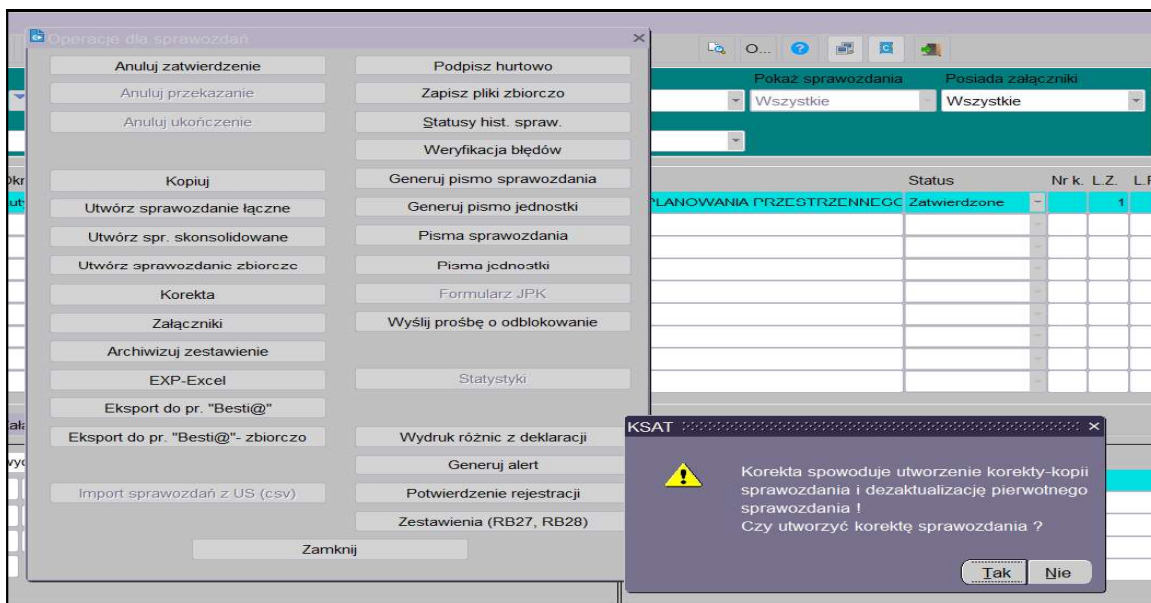 Operacje dla sprawozdań
Anuluj zatwierdzenie
Anuluj przekazanie
Anuluj ukończenie
Kopiuj
Utwórz sprawozdanie łączne
Utwórz spr. skonsolidowane
Utwórz sprawozdanie zbiorcze
Korekta
Załączniki
Archiwizuj zestawienie
EXP-Excel
Eksport do pr. "Besti@"
Eksport do pr. "Besti@"- zbiorczo
Import sprawozdań z US (csv)
Podpisz hurtowo
Zapisz pliki zbiorczo
Statusy hist. spraw.
Weryfikacja błędów
Generuj pismo sprawozdania
Generuj pismo jednostki
Pisma sprawozdania
Pisma jednostki
Formularz JPK
Wyślij prośbę o odblokowanie
Statystyki
Wydruk różnic z deklaracji
Generuj alert
Potwierdzenie rejestracji
Zestawienia (RB27, RB28)
Zamknij
O...
Pokaż sprawozdania Posiada załączniki
Wszystkie Wszystkie
Status Nr k. L.Z.
PLANOWANIA PRZESTRZENNEGO Zatwierdzone 1
KSAT
Korekta spowoduje utworzenie korekty-kopii
sprawozdania i dezaktualizację pierwotnego
sprawozdania !
Czy utworzyć korektę sprawozdania ?
Tak Nie